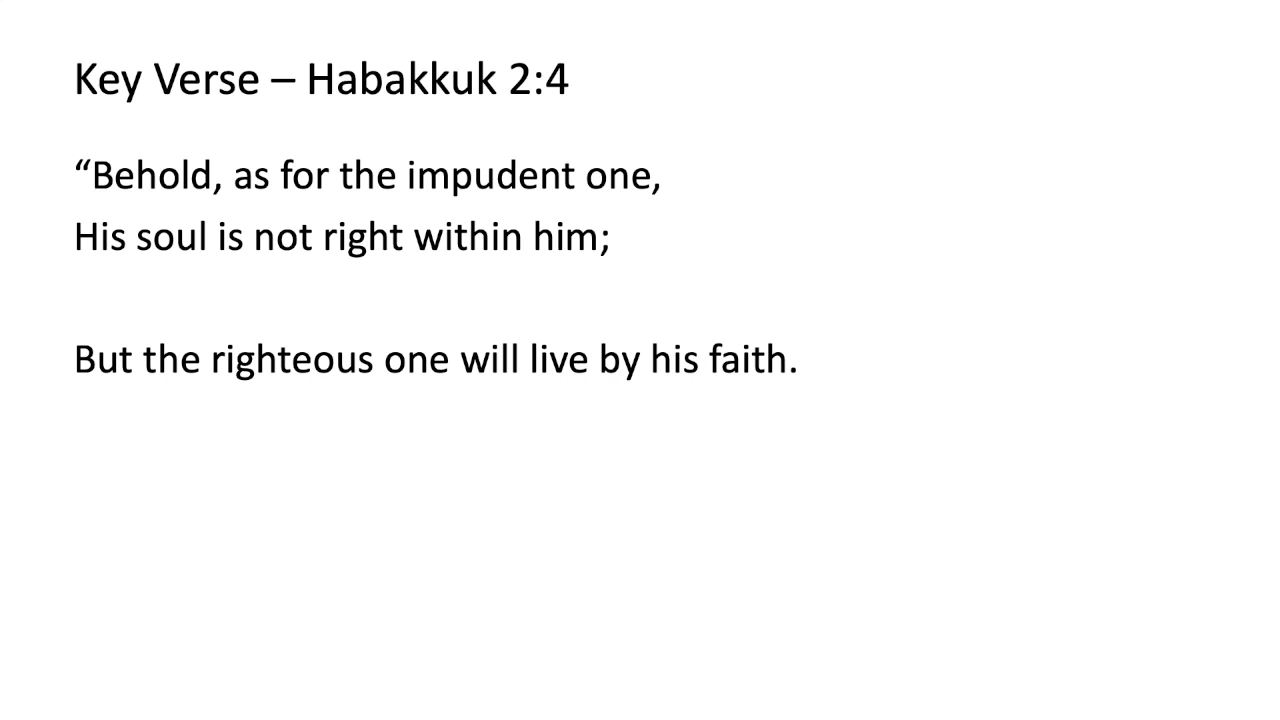 Key Verse – Habakkuk 2:4
“Behold, as for the impudent one,
His soul is not right within him;
But the righteous one will live by his faith.